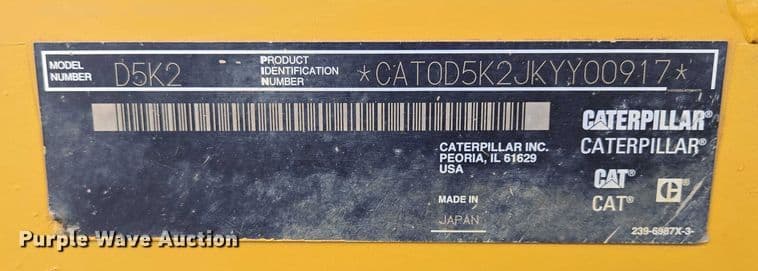 MODEL NUMBER D5K2 PRODUCT IDENTIFICATION NUMBER *CAT0D5K2JKYY00917*
CATERPILLAR®
CATERPILLAR INC.
PEORIA, IL 61629
USA
CATERPILLAR®
CAT®
MADE IN
JAPAN
CAT®
C®
239-6987X-3-
Purple Wave Auction